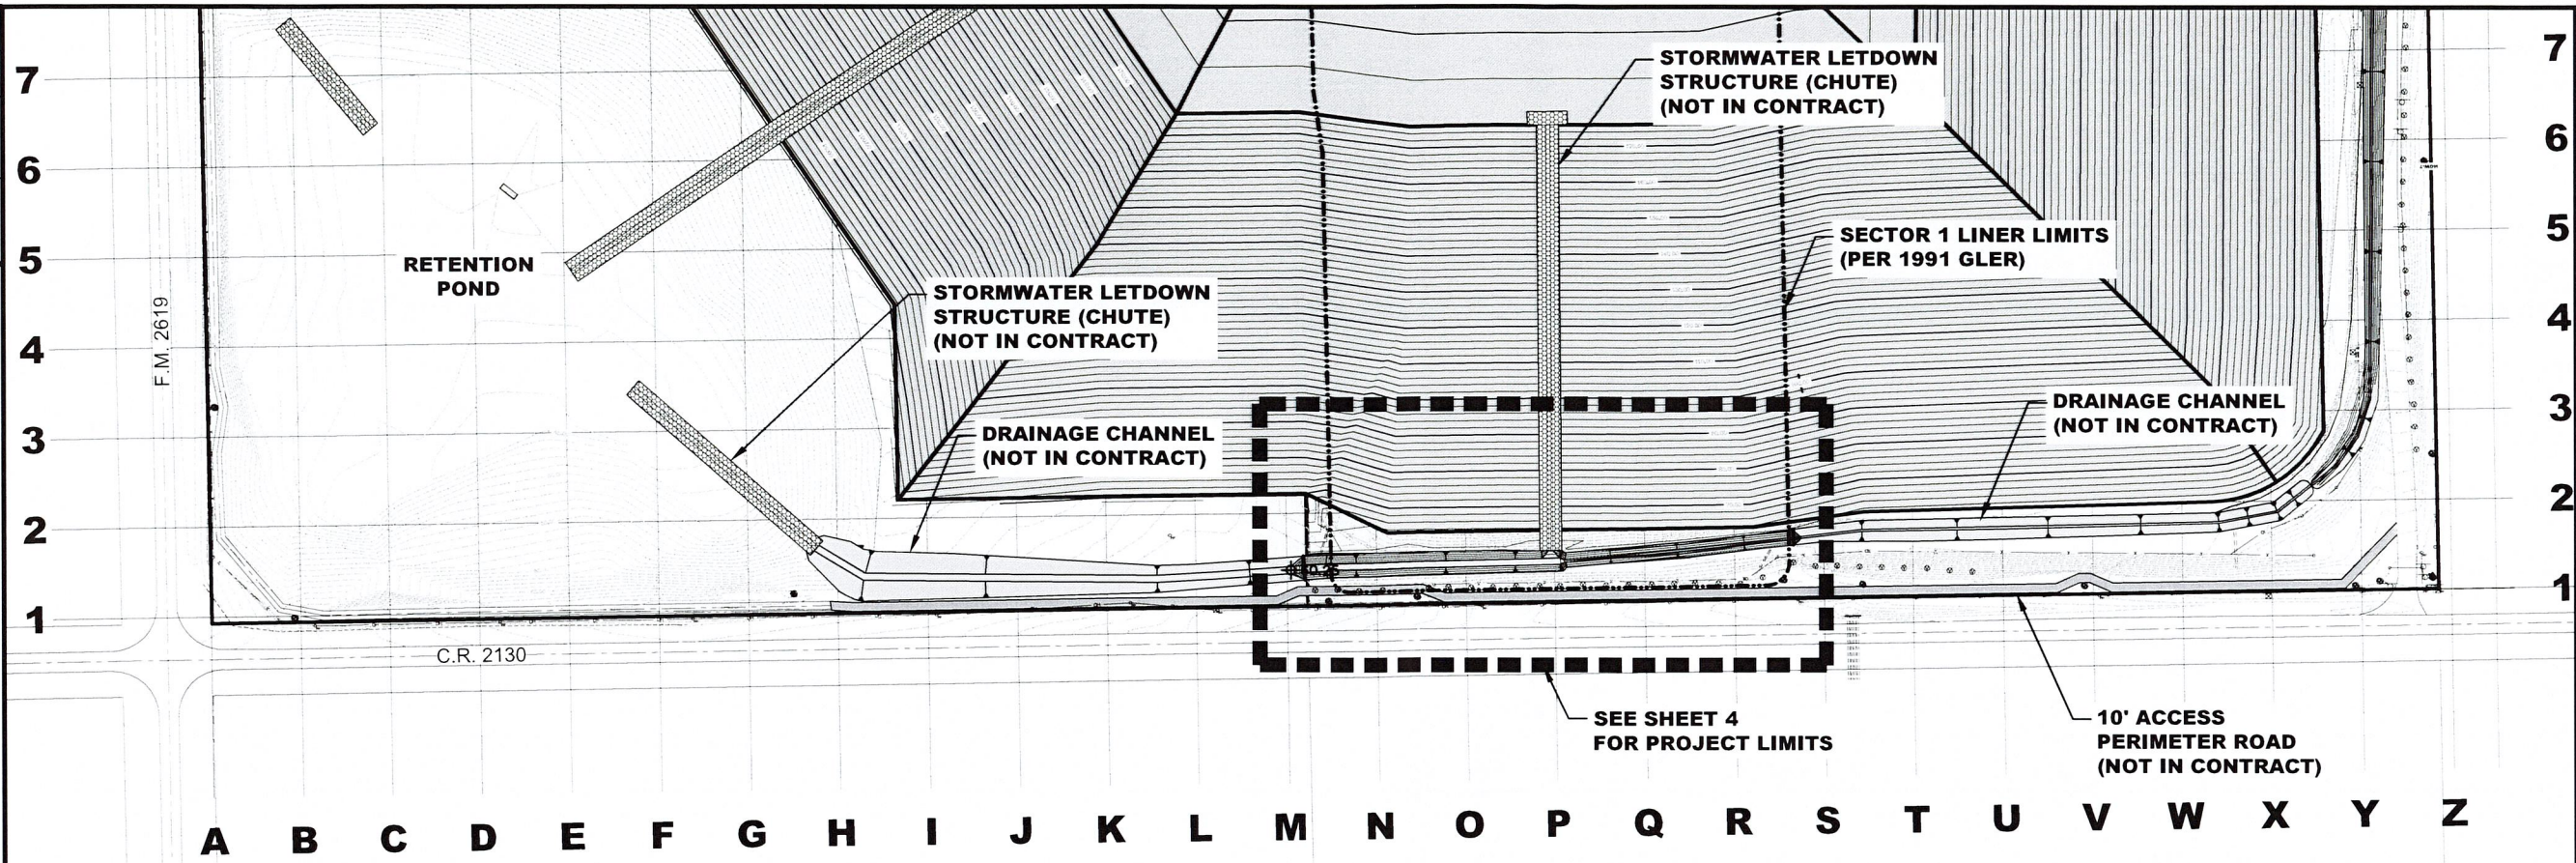 7
7
STORMWATER LETDOWN
STRUCTURE (CHUTE)
(NOT IN CONTRACT)
6
6
5
5
SECTOR 1 LINER LIMITS
(PER 1991 GLER)
RETENTION
POND
F.M. 2619
STORMWATER LETDOWN
STRUCTURE (CHUTE)
(NOT IN CONTRACT)
4
4
DRAINAGE CHANNEL
(NOT IN CONTRACT)
3
3
DRAINAGE CHANNEL
(NOT IN CONTRACT)
2
2
1
1
C.R. 2130
SEE SHEET 4
FOR PROJECT LIMITS
10' ACCESS
PERIMETER ROAD
(NOT IN CONTRACT)
A B C D E F G H I J K L M N O P Q R S T U V W X Y Z